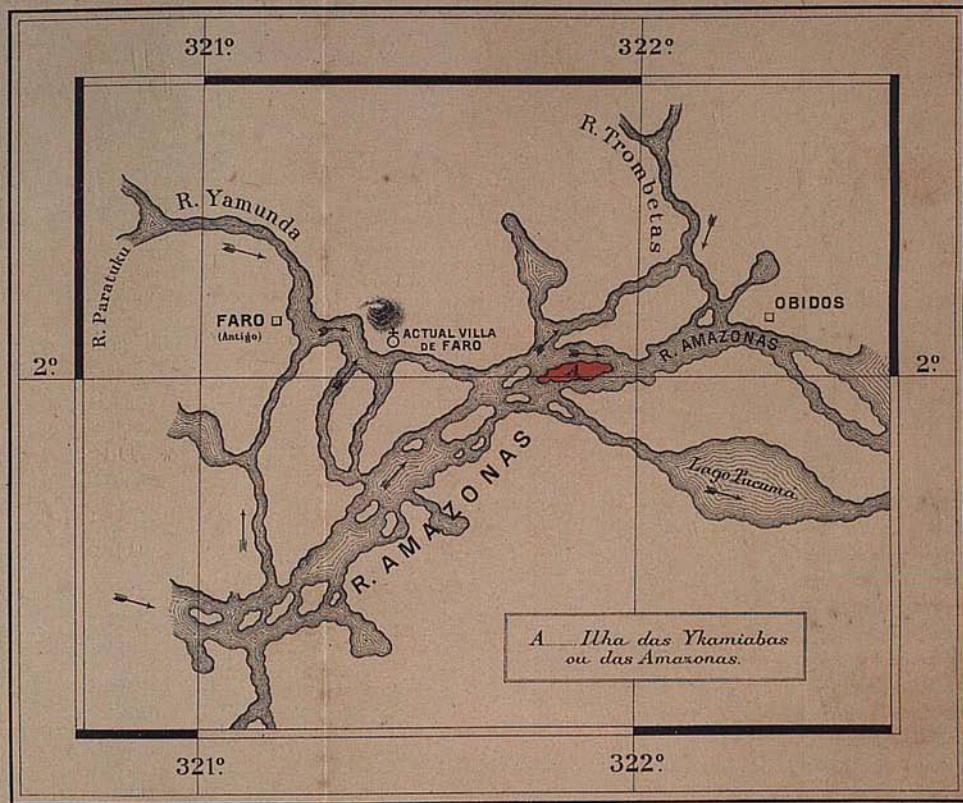 321º.
322º.
R. Trombetas
R. Yamunda
R. Paratuku
FARO
(Antigo)
ACTUAL VILLA
DE FARO
OBIDOS
R. AMAZONAS
2º.
2º.
A
R. AMAZONAS
Lago Tucuma
A......Ilha das Ykamiabas
ou das Amazonas.
321º.
322º.